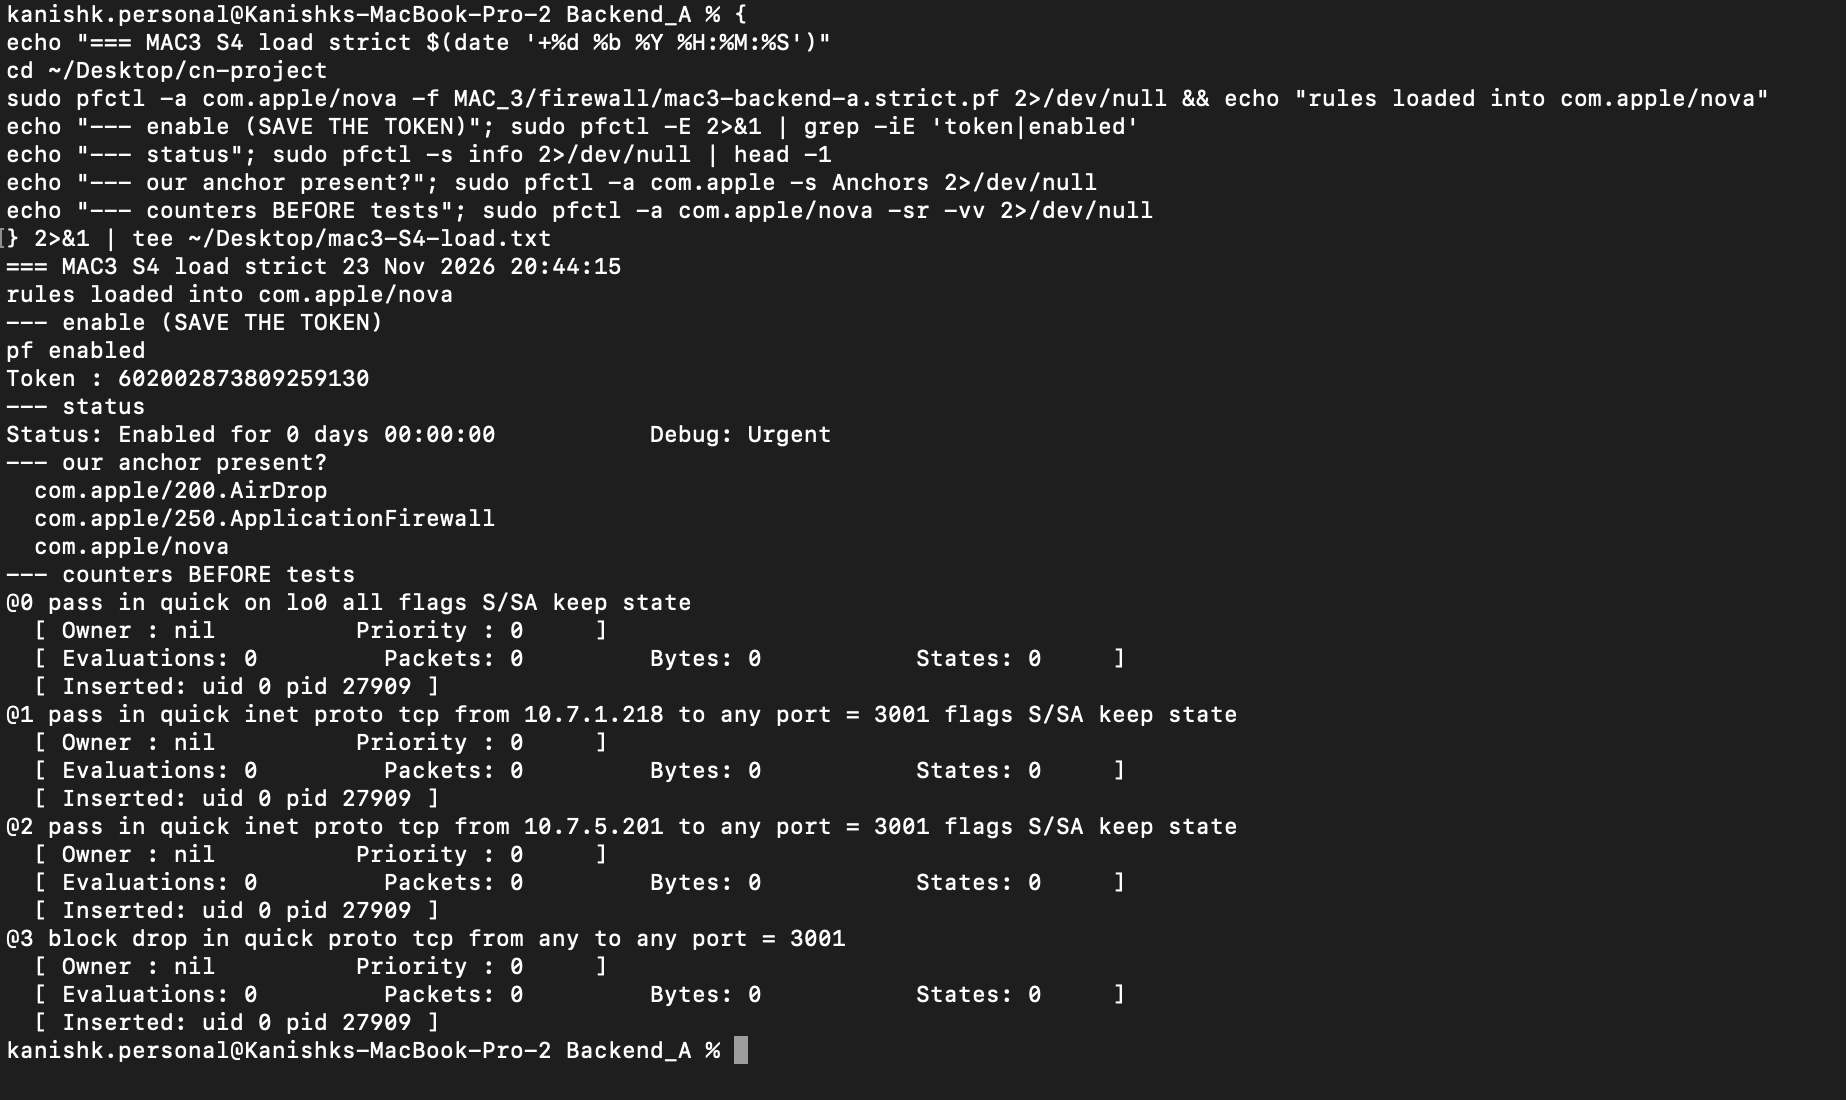 kanishk.personal@Kanishks-MacBook-Pro-2 Backend_A % {
echo "=== MAC3 S4 load strict $(date '+%d %b %Y %H:%M:%S')"
cd ~/Desktop/cn-project
sudo pfctl -a com.apple/nova -f MAC_3/firewall/mac3-backend-a.strict.pf 2>/dev/null && echo "rules loaded into com.apple/nova"
echo "--- enable (SAVE THE TOKEN)"; sudo pfctl -E 2>&1 | grep -iE 'token|enabled'
echo "--- status"; sudo pfctl -s info 2>/dev/null | head -1
echo "--- our anchor present?"; sudo pfctl -a com.apple -s Anchors 2>/dev/null
echo "--- counters BEFORE tests"; sudo pfctl -a com.apple/nova -sr -vv 2>/dev/null
} 2>&1 | tee ~/Desktop/mac3-S4-load.txt
=== MAC3 S4 load strict 23 Nov 2026 20:44:15
rules loaded into com.apple/nova
--- enable (SAVE THE TOKEN)
pf enabled
Token : 602002873809259130
--- status
Status: Enabled for 0 days 00:00:00           Debug: Urgent
--- our anchor present?
  com.apple/200.AirDrop
  com.apple/250.ApplicationFirewall
  com.apple/nova
--- counters BEFORE tests
@0 pass in quick on lo0 all flags S/SA keep state
  [ Owner : nil          Priority : 0     ]
  [ Evaluations: 0         Packets: 0         Bytes: 0           States: 0     ]
  [ Inserted: uid 0 pid 27909 ]
@1 pass in quick inet proto tcp from 10.7.1.218 to any port = 3001 flags S/SA keep state
  [ Owner : nil          Priority : 0     ]
  [ Evaluations: 0         Packets: 0         Bytes: 0           States: 0     ]
  [ Inserted: uid 0 pid 27909 ]
@2 pass in quick inet proto tcp from 10.7.5.201 to any port = 3001 flags S/SA keep state
  [ Owner : nil          Priority : 0     ]
  [ Evaluations: 0         Packets: 0         Bytes: 0           States: 0     ]
  [ Inserted: uid 0 pid 27909 ]
@3 block drop in quick proto tcp from any to any port = 3001
  [ Owner : nil          Priority : 0     ]
  [ Evaluations: 0         Packets: 0         Bytes: 0           States: 0     ]
  [ Inserted: uid 0 pid 27909 ]
kanishk.personal@Kanishks-MacBook-Pro-2 Backend_A %